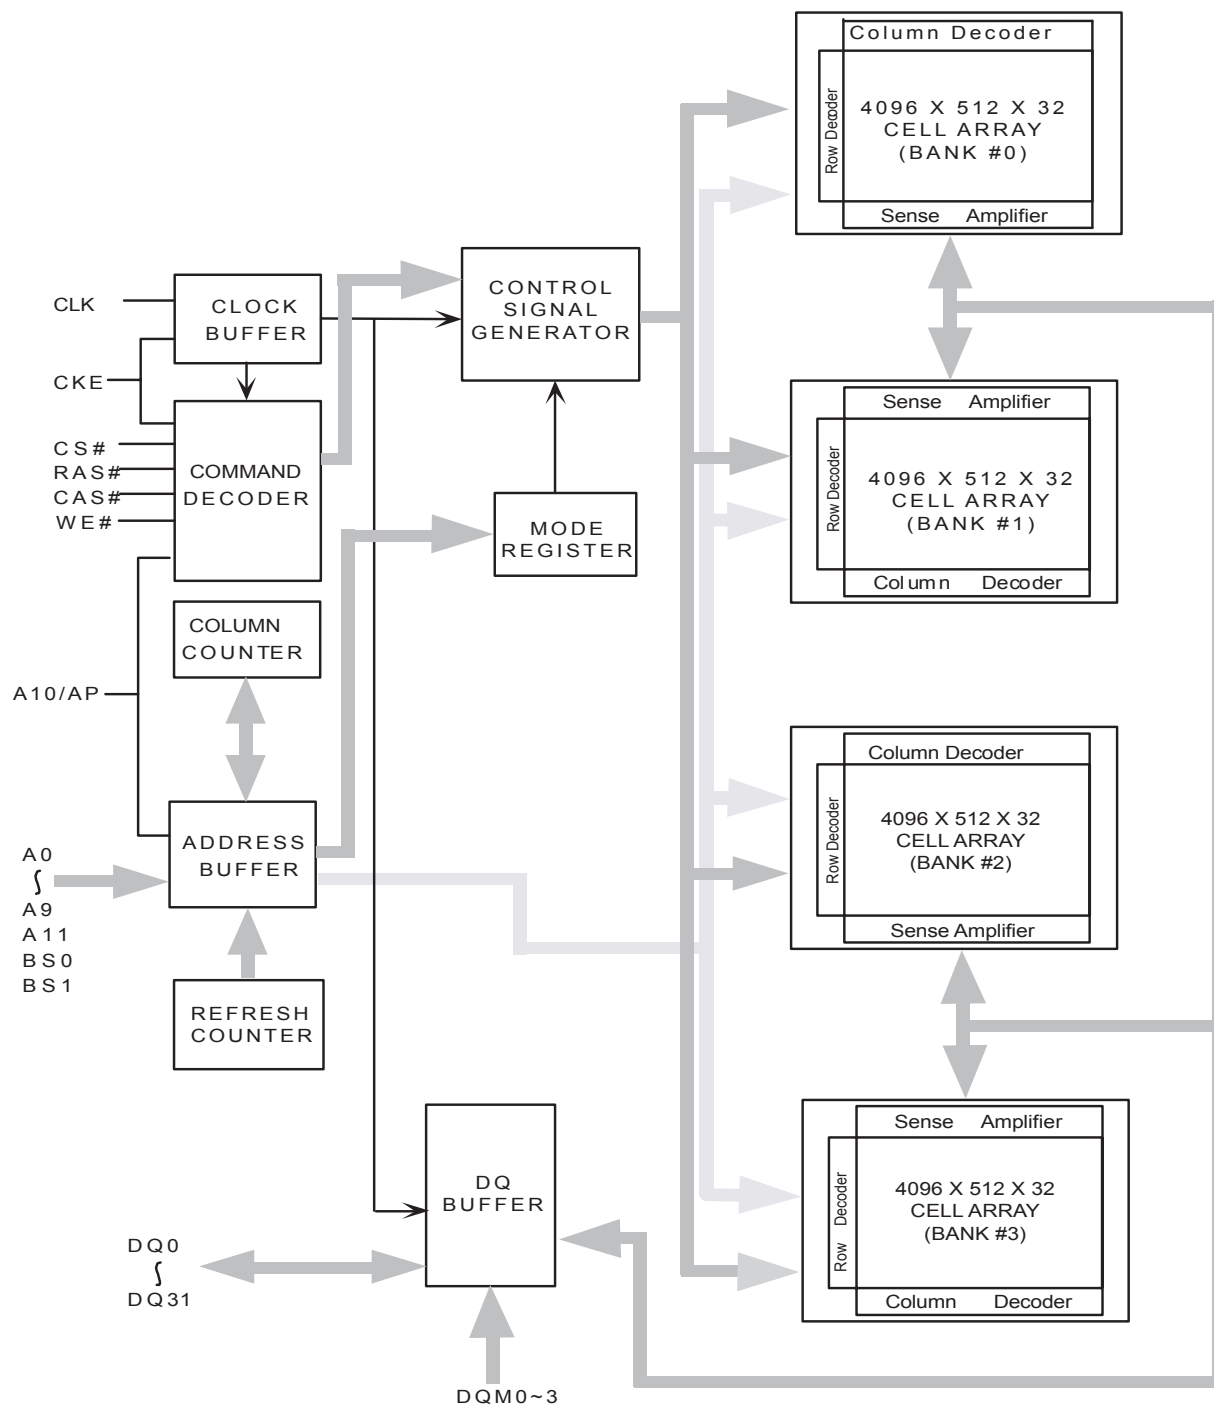 CLK
CKE
CS#
RAS#
CAS#
WE#
A10/AP
A0
A9
A11
BS0
BS1
CLOCK
BUFFER
COMMAND
DECODER
COLUMN
COUNTER
ADDRESS
BUFFER
REFRESH
COUNTER
CONTROL
SIGNAL
GENERATOR
MODE
REGISTER
DQ
BUFFER
DQ0
DQ31
DQM0~3
Column Decoder
Row Decoder
4096 X 512 X 32
CELL ARRAY
(BANK #0)
Sense Amplifier
Sense Amplifier
Row Decoder
4096 X 512 X 32
CELL ARRAY
(BANK #1)
Column Decoder
Column Decoder
Row Decoder
4096 X 512 X 32
CELL ARRAY
(BANK #2)
Sense Amplifier
Sense Amplifier
Row Decoder
4096 X 512 X 32
CELL ARRAY
(BANK #3)
Column Decoder